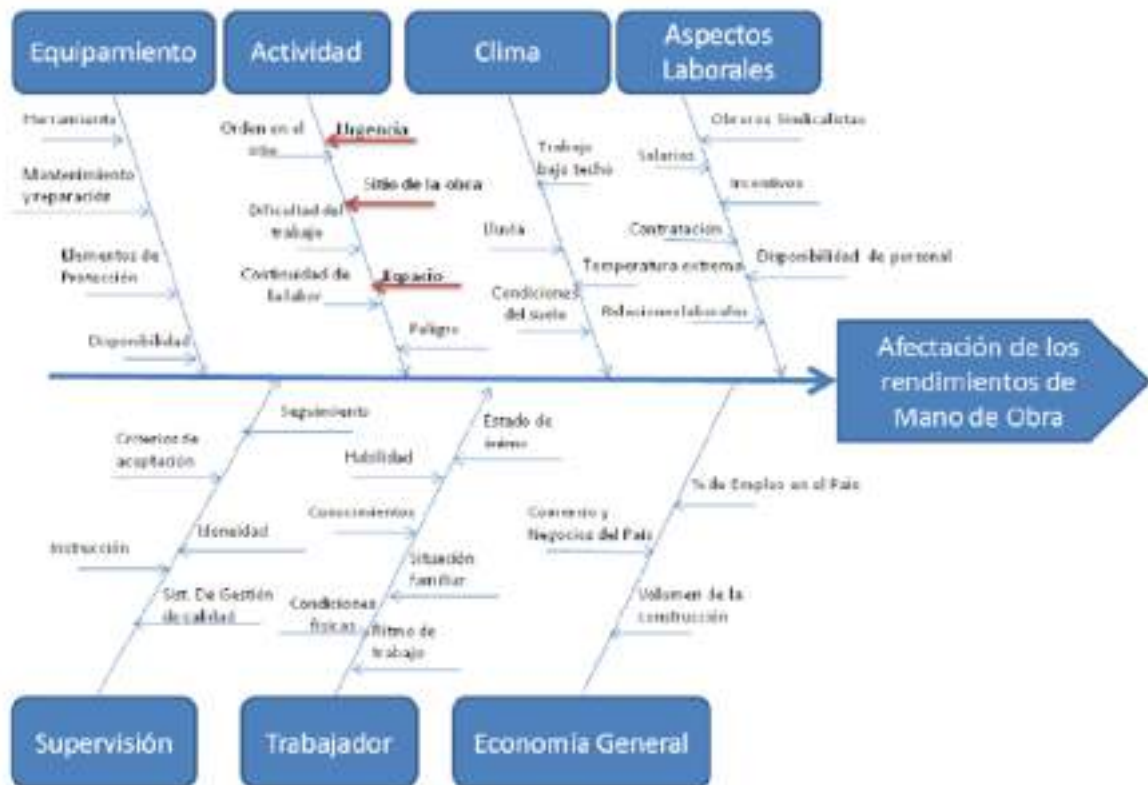 Equipamiento
Actividad
Clima
Aspectos
Laborales
Herramienta
Mantenimiento
y reparación
Elementos de
Protección
Disponibilidad
Orden en el
sitio
Urgencia
Sitio de la obra
Dificultad del
trabajo
Continuidad de
la labor
Espacio
Peligro
Trabajo
bajo techo
Lluvia
Temperatura extrema
Condiciones
del suelo
Obreros Sindicalistas
Salarios
Incentivos
Contratación
Disponibilidad de personal
Relaciones laborales
Afectación de los
rendimientos de
Mano de Obra
Seguimiento
Criterios de
aceptación
Idoneidad
Instrucción
Sist. De Gestión
de calidad
Estado de
ánimo
Habilidad
Conocimientos
Situación
familiar
Condiciones
físicas
Ritmo de
trabajo
% de Empleo en el País
Comercio y
Negocios del País
Volumen de la
construcción
Supervisión
Trabajador
Economía General